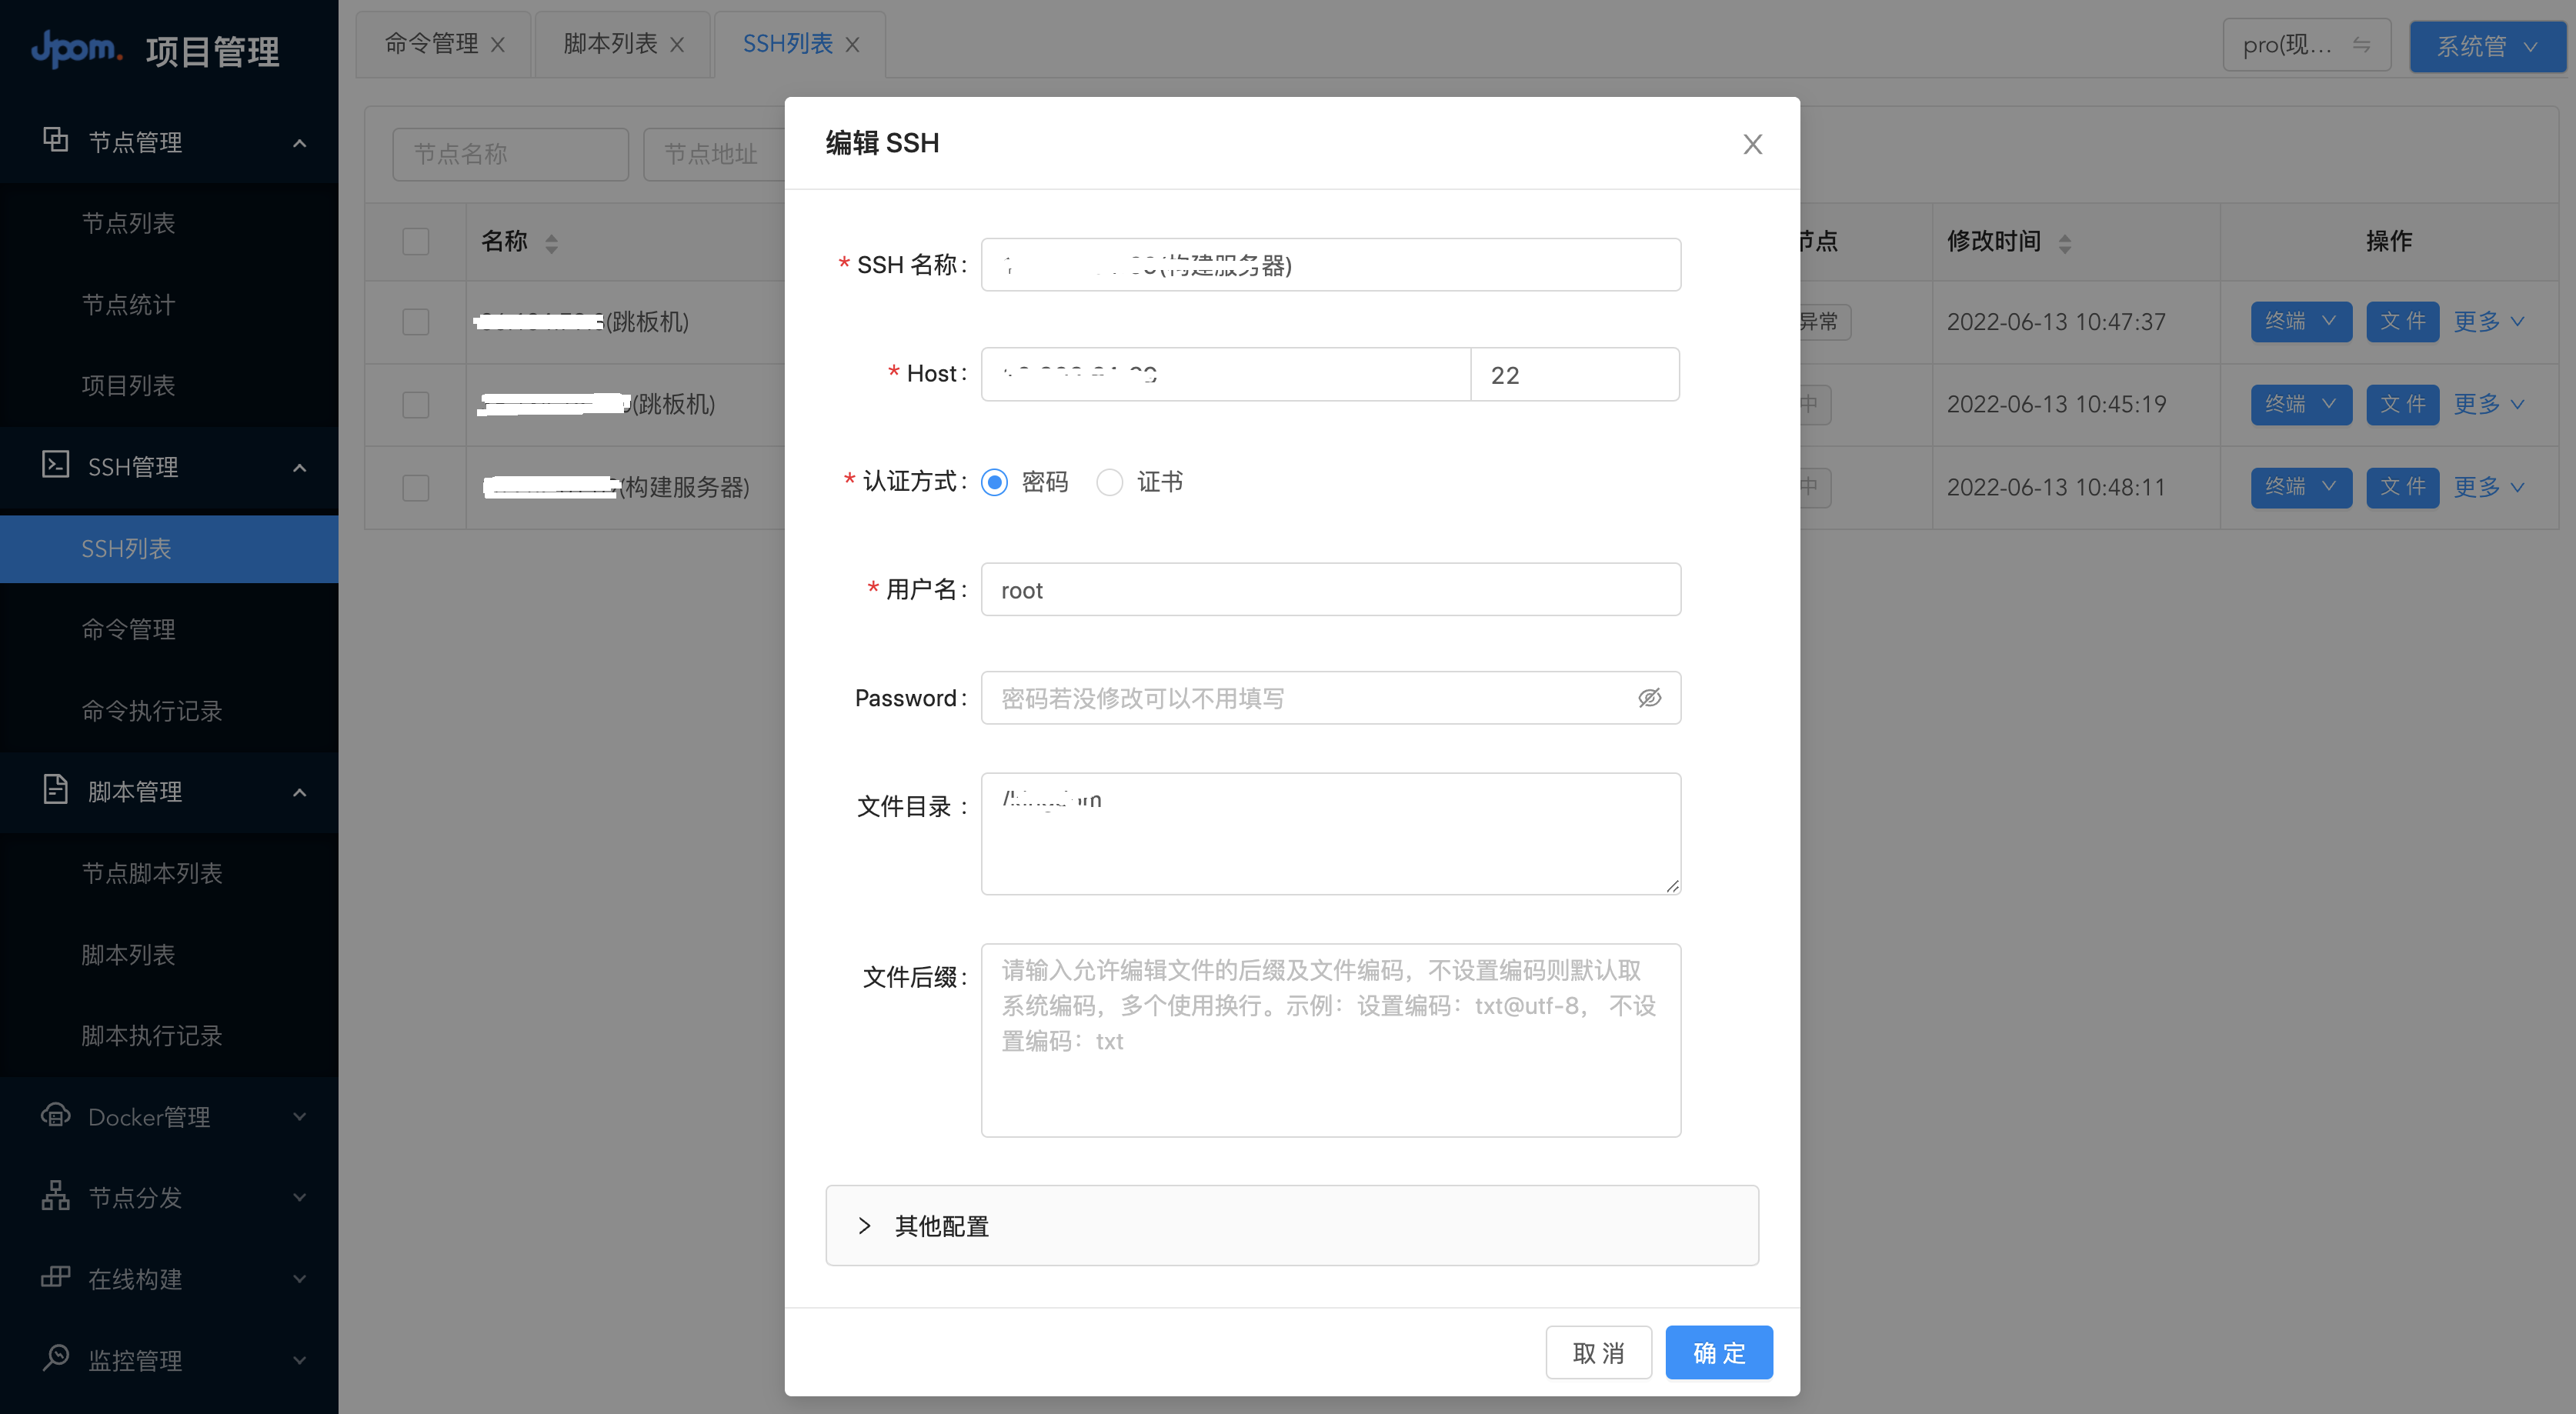 Jpom. 项目管理
节点管理
节点列表
节点统计
项目列表
SSH管理
SSH列表
命令管理
命令执行记录
脚本管理
节点脚本列表
脚本列表
脚本执行记录
Docker管理
节点分发
在线构建
监控管理
命令管理
脚本列表
SSH列表
pro(现...
系统管
节点名称
节点地址
名称
节点
修改时间
操作
(跳板机)
异常
2022-06-13 10:47:37
终端
文件
更多
(跳板机)
中
2022-06-13 10:45:19
终端
文件
更多
(构建服务器)
中
2022-06-13 10:48:11
终端
文件
更多
编辑 SSH
* SSH 名称:
(构建服务器)
* Host:
22
* 认证方式:
密码
证书
* 用户名:
root
Password:
密码若没修改可以不用填写
文件目录 :
文件后缀:
请输入允许编辑文件的后缀及文件编码，不设置编码则默认取
系统编码，多个使用换行。示例：设置编码：txt@utf-8， 不设
置编码：txt
其他配置
取 消
确 定